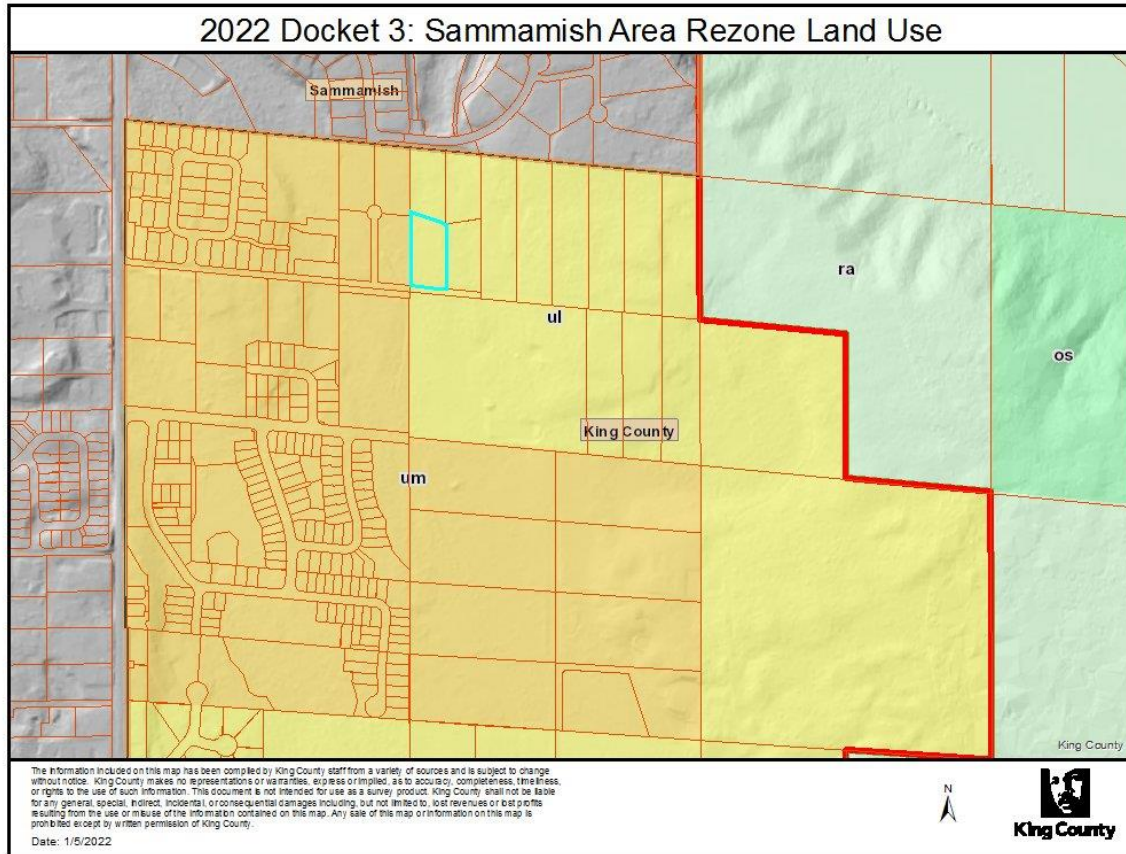 2022 Docket 3: Sammamish Area Rezone Land Use
Sammamish
ra
ul
os
King County
um
King County
The information included on this map has been compiled by King County staff from a variety of sources and is subject to change
without notice. King County makes no representations or warranties, express or implied, as to accuracy, completeness, timeliness,
or rights to the use of such information. This document is not intended for use as a survey product. King County shall not be liable
for any general, special, indirect, incidental, or consequential damages including, but not limited to, lost revenues or lost profits
resulting from the use or misuse of the information contained on this map. Any sale of this map or information on this map is
prohibited except by written permission of King County.
Date: 1/5/2022
N
King County